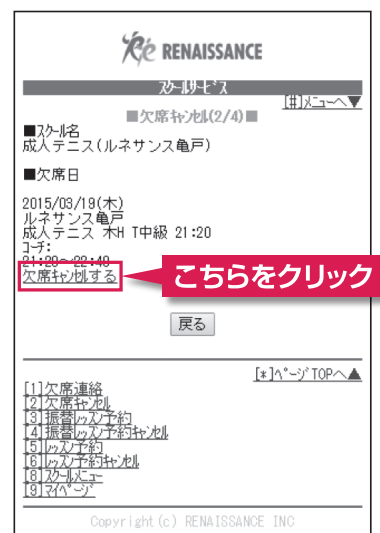 Ré RENAISSANCE
ｽｸｰﾙｻｰﾋﾞｽ
[#]ﾒﾆｭｰへ▼
■欠席ｷｬﾝｾﾙ(2/4)■
■ｽｸｰﾙ名
成人テニス(ルネサンス亀戸)
■欠席日
2015/03/19(木)
ルネサンス亀戸
成人テニス 木H T中級 21:20
ｺｰﾁ:
21:20～22:40
欠席ｷｬﾝｾﾙする
こちらをクリック
戻る
[*]ﾍﾟｰｼﾞTOPへ▲
[1]欠席連絡
[2]欠席ｷｬﾝｾﾙ
[3]振替ﾚｯｽﾝ予約
[4]振替ﾚｯｽﾝ予約ｷｬﾝｾﾙ
[5]ﾚｯｽﾝ予約
[6]ﾚｯｽﾝ予約ｷｬﾝｾﾙ
[8]ｽｸｰﾙﾒﾆｭｰ
[9]ﾏｲﾍﾟｰｼﾞ
Copyright(c) RENAISSANCE INC